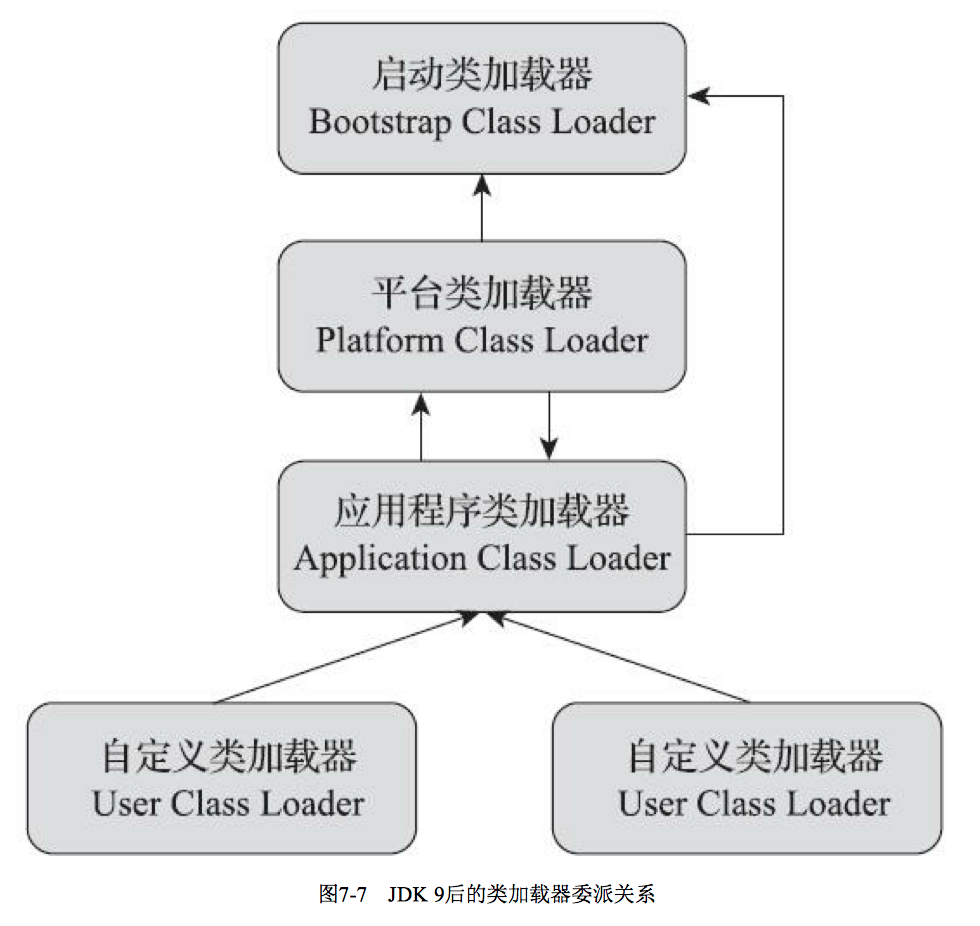 启动类加载器
Bootstrap Class Loader
平台类加载器
Platform Class Loader
应用程序类加载器
Application Class Loader
自定义类加载器
User Class Loader
自定义类加载器
User Class Loader
图7-7 JDK 9后的类加载器委派关系